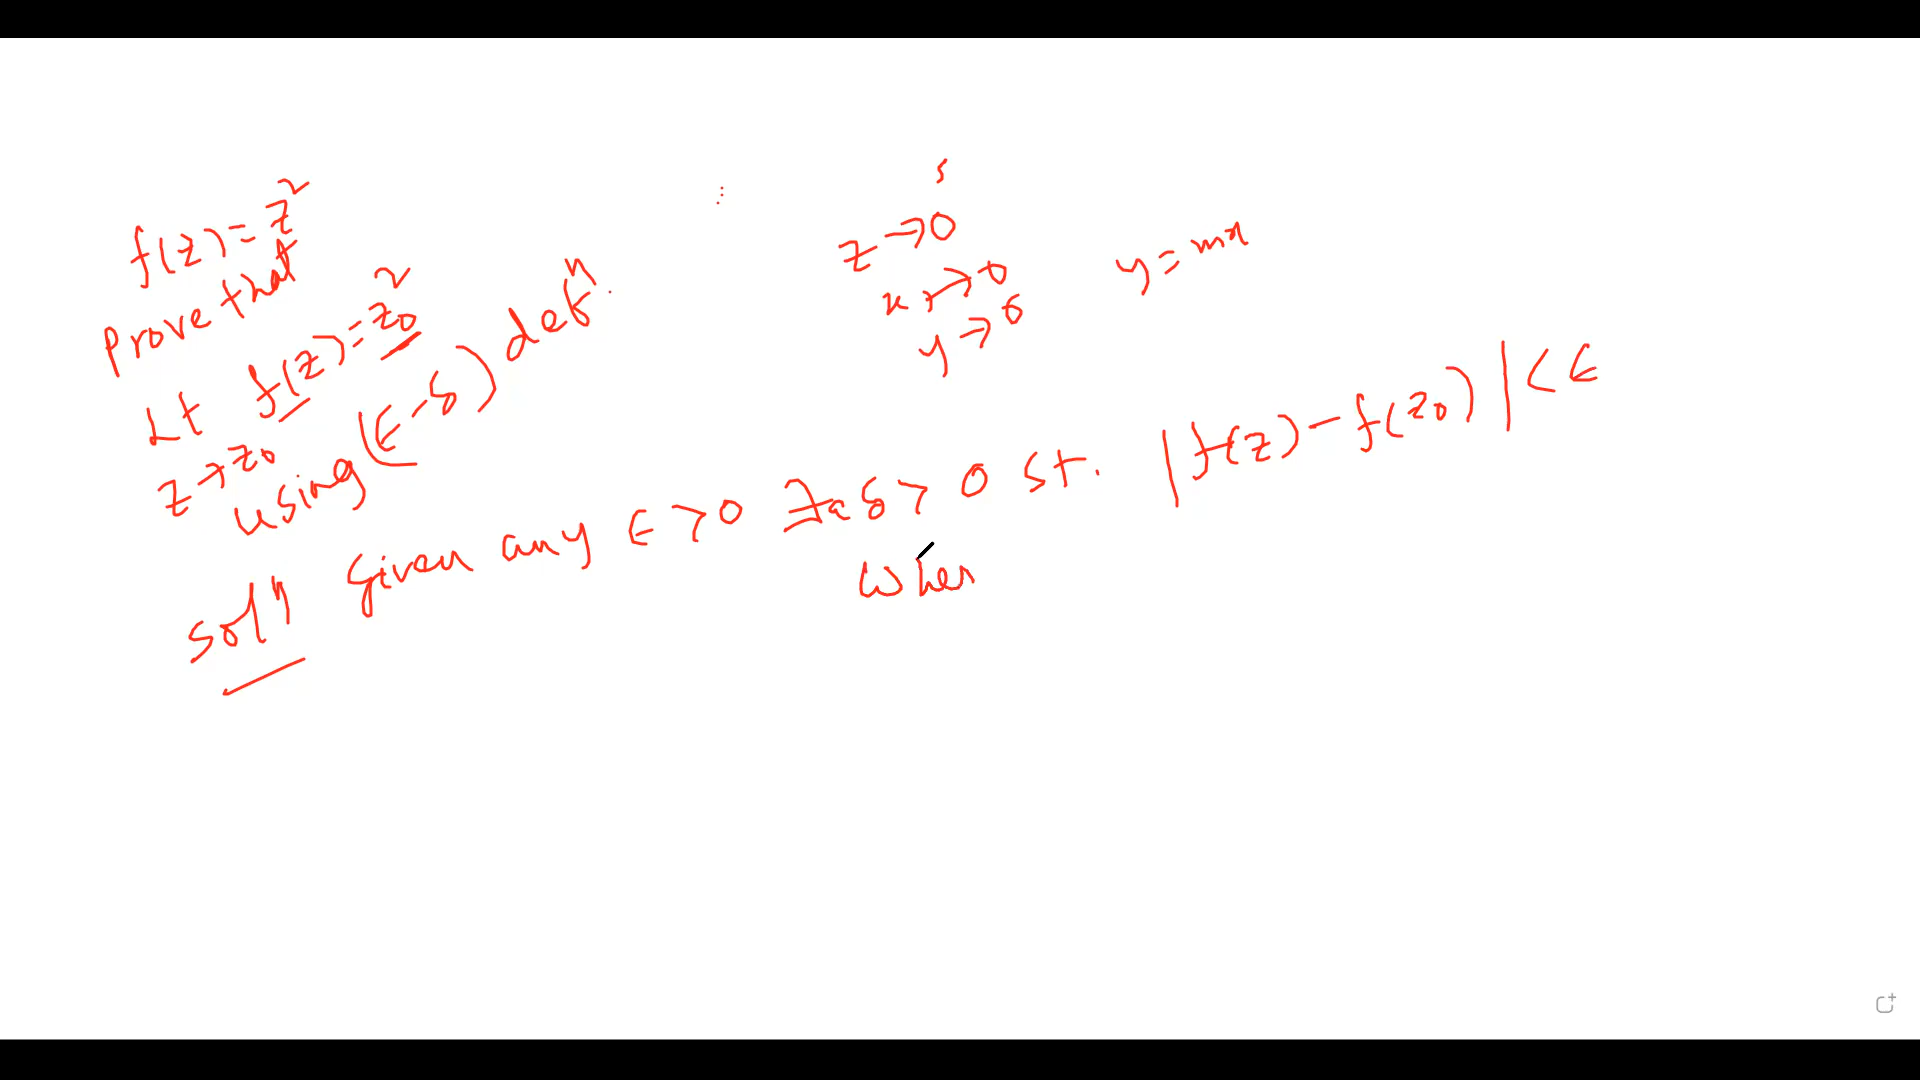 f(z)=z²
Prove that
Lt f(z)=z₀²
z→z₀
using (ϵ-δ) defⁿ.
s
z→0
x→0
y→0
y=mx
solⁿ Given any ϵ>0 ∃ a δ>0 st. |f(z)-f(z₀)|<ϵ
when